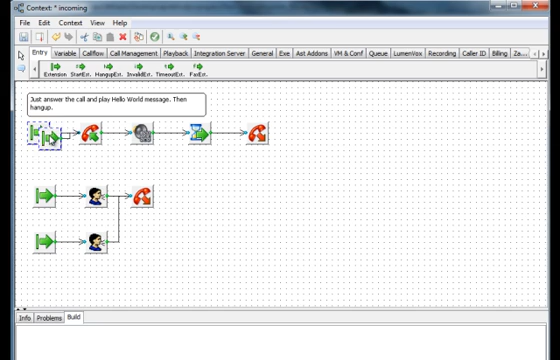 Context: * incoming
File Edit Context View Help
Entry Variable Callflow Call Management Playback Integration Server General Exe Ast Addons VM & Conf Queue LumenVox Recording Caller ID Billing Za...
Extension StartExt. HangupExt. InvalidExt. TimeoutExt. FaxExt.
Just answer the call and play Hello World message. Then
hangup.
Info Problems Build